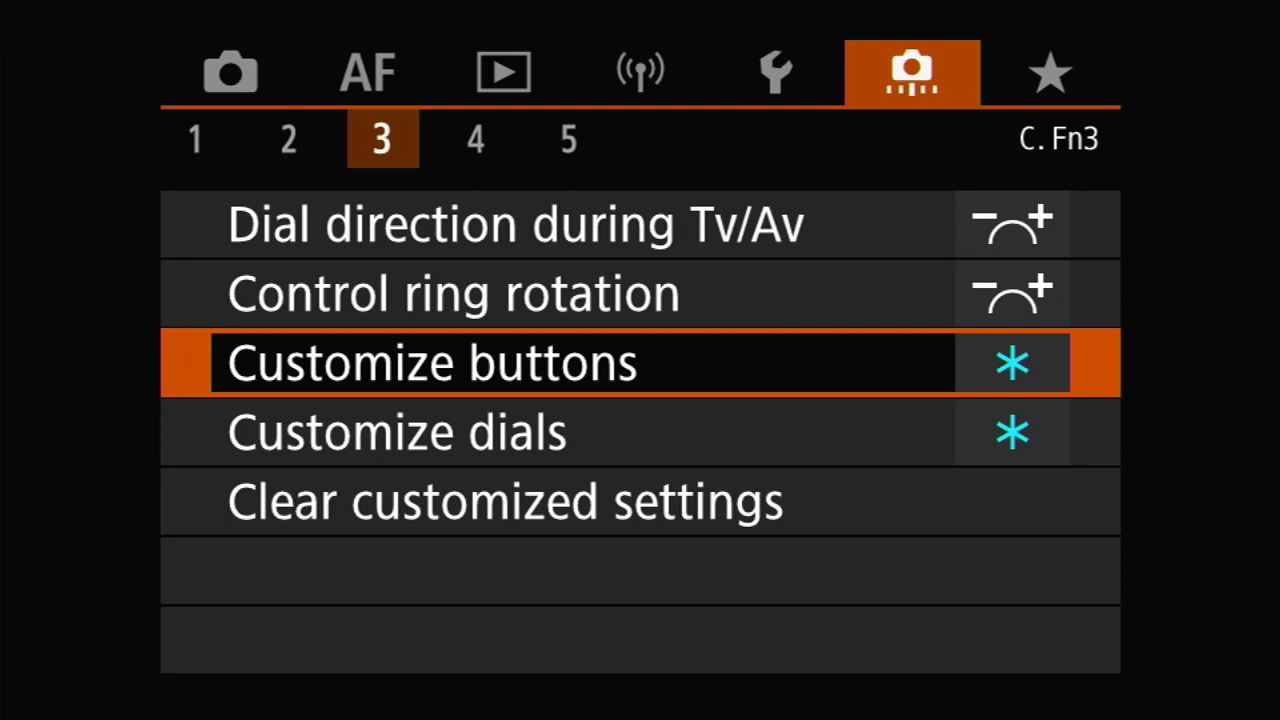 AF
1 2 3 4 5 C.Fn3
Dial direction during Tv/Av -+
Control ring rotation -+
Customize buttons *
Customize dials *
Clear customized settings